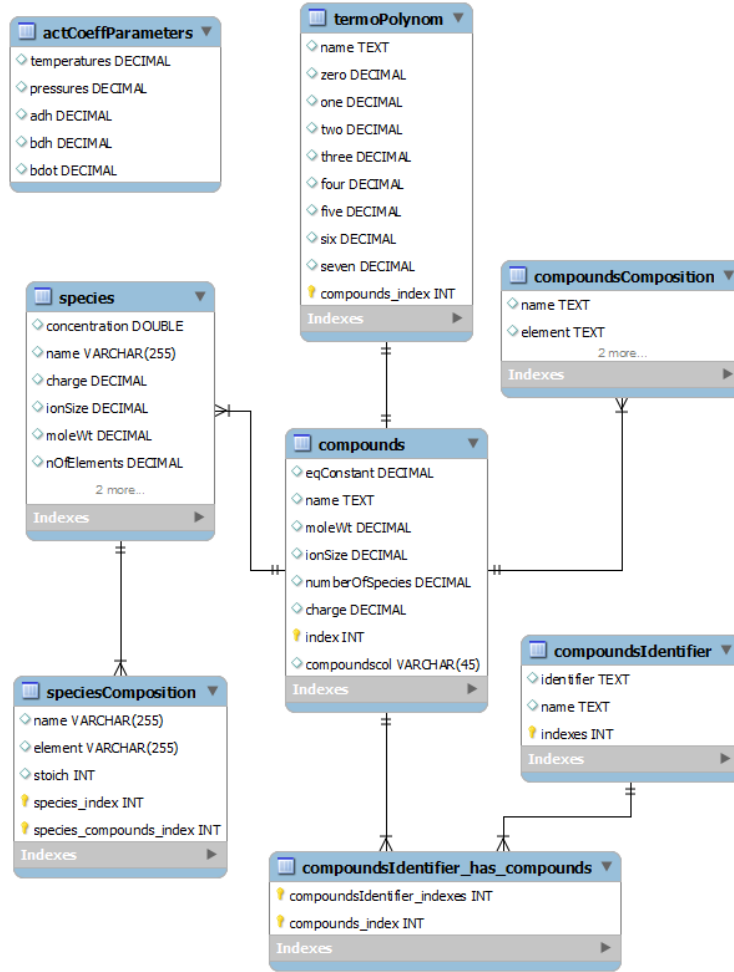 actCoeffParameters
temperatures DECIMAL
pressures DECIMAL
adh DECIMAL
bdh DECIMAL
bdot DECIMAL
termoPolynom
name TEXT
zero DECIMAL
one DECIMAL
two DECIMAL
three DECIMAL
four DECIMAL
five DECIMAL
six DECIMAL
seven DECIMAL
compounds_index INT
Indexes
species
concentration DOUBLE
name VARCHAR(255)
charge DECIMAL
ionSize DECIMAL
moleWt DECIMAL
nOfElements DECIMAL
2 more...
Indexes
compoundsComposition
name TEXT
element TEXT
2 more...
Indexes
compounds
eqConstant DECIMAL
name TEXT
moleWt DECIMAL
ionSize DECIMAL
numberOfSpecies DECIMAL
charge DECIMAL
index INT
compoundscol VARCHAR(45)
Indexes
speciesComposition
name VARCHAR(255)
element VARCHAR(255)
stoich INT
species_index INT
species_compounds_index INT
Indexes
compoundsIdentifier
identifier TEXT
name TEXT
indexes INT
Indexes
compoundsIdentifier_has_compounds
compoundsIdentifier_indexes INT
compounds_index INT
Indexes